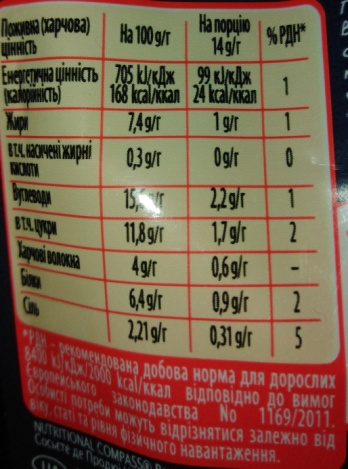 Поживна (харчова) цінність На 100 g/г На порцію 14 g/г % РДН*
Енергетична цінність (калорійність) 705 kJ/кДж 168 kcal/ккал 99 kJ/кДж 24 kcal/ккал 1
Жири 7,4 g/г 1 g/г 1
в т.ч. насичені жирні кислоти 0,3 g/г 0 g/г 0
Вуглеводи 2,2 g/г 1
в т.ч. цукри 11,8 g/г 1,7 g/г 2
Харчові волокна 4 g/г 0,6 g/г –
Білки 6,4 g/г 0,9 g/г 2
Сіль 2,21 g/г 0,31 g/г 5
*РДН - рекомендована добова норма для дорослих
8400 kJ/кДж/2000 kcal/ккал відповідно до вимог
Європейського законодавства No 1169/2011.
Особисті потреби можуть відрізнятися залежно від
віку, статі та рівня фізичного навантаження.
NUTRITIONAL COMPASS®